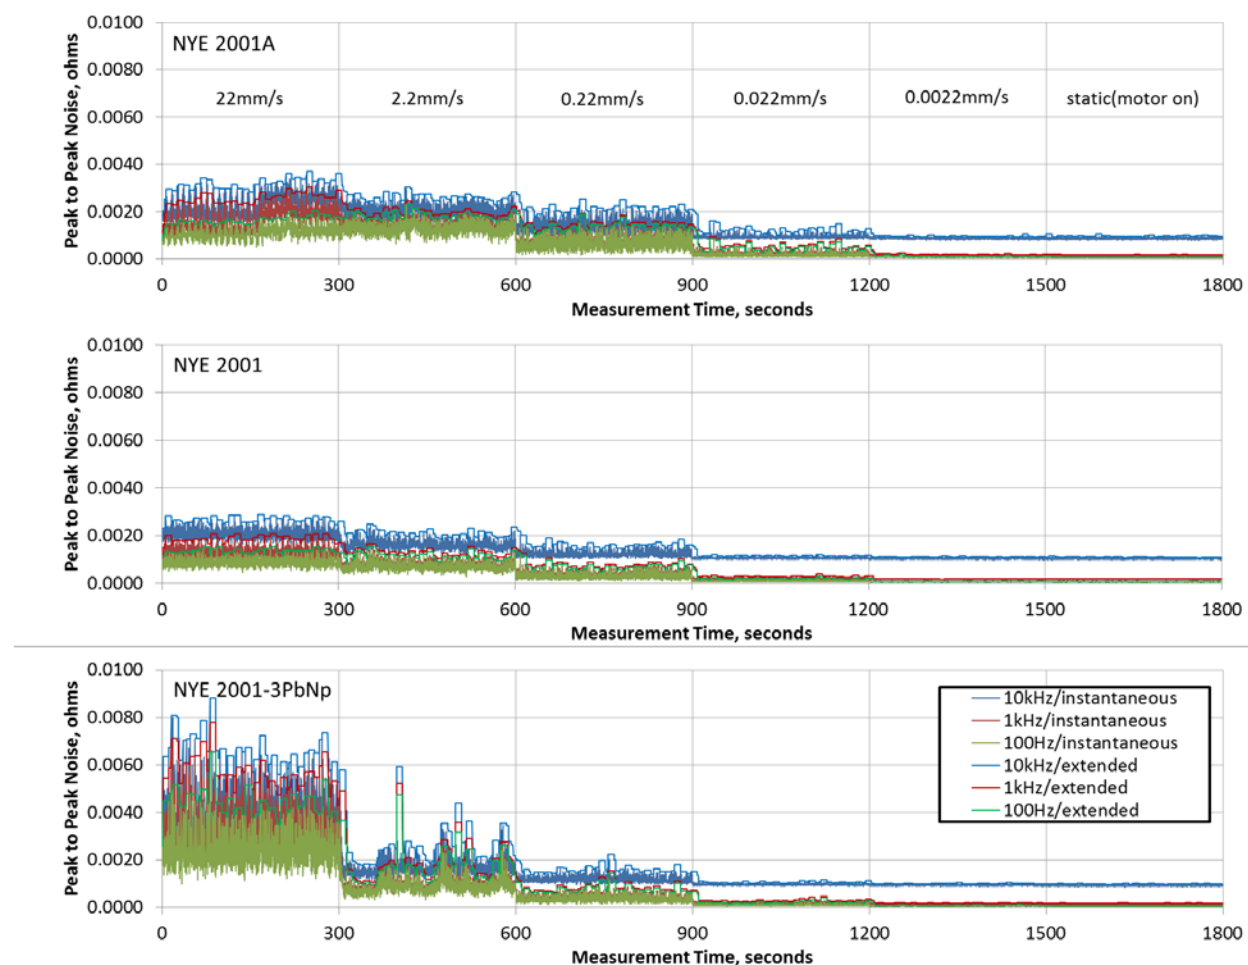 NYE 2001A
22mm/s 2.2mm/s 0.22mm/s 0.022mm/s 0.0022mm/s static(motor on)
Peak to Peak Noise, ohms
0.0100
0.0080
0.0060
0.0040
0.0020
0.0000
0 300 600 900 1200 1500 1800
Measurement Time, seconds
NYE 2001
Peak to Peak Noise, ohms
0.0100
0.0080
0.0060
0.0040
0.0020
0.0000
0 300 600 900 1200 1500 1800
Measurement Time, seconds
NYE 2001-3PbNp
Peak to Peak Noise, ohms
0.0100
0.0080
0.0060
0.0040
0.0020
0.0000
10kHz/instantaneous
1kHz/instantaneous
100Hz/instantaneous
10kHz/extended
1kHz/extended
100Hz/extended
0 300 600 900 1200 1500 1800
Measurement Time, seconds